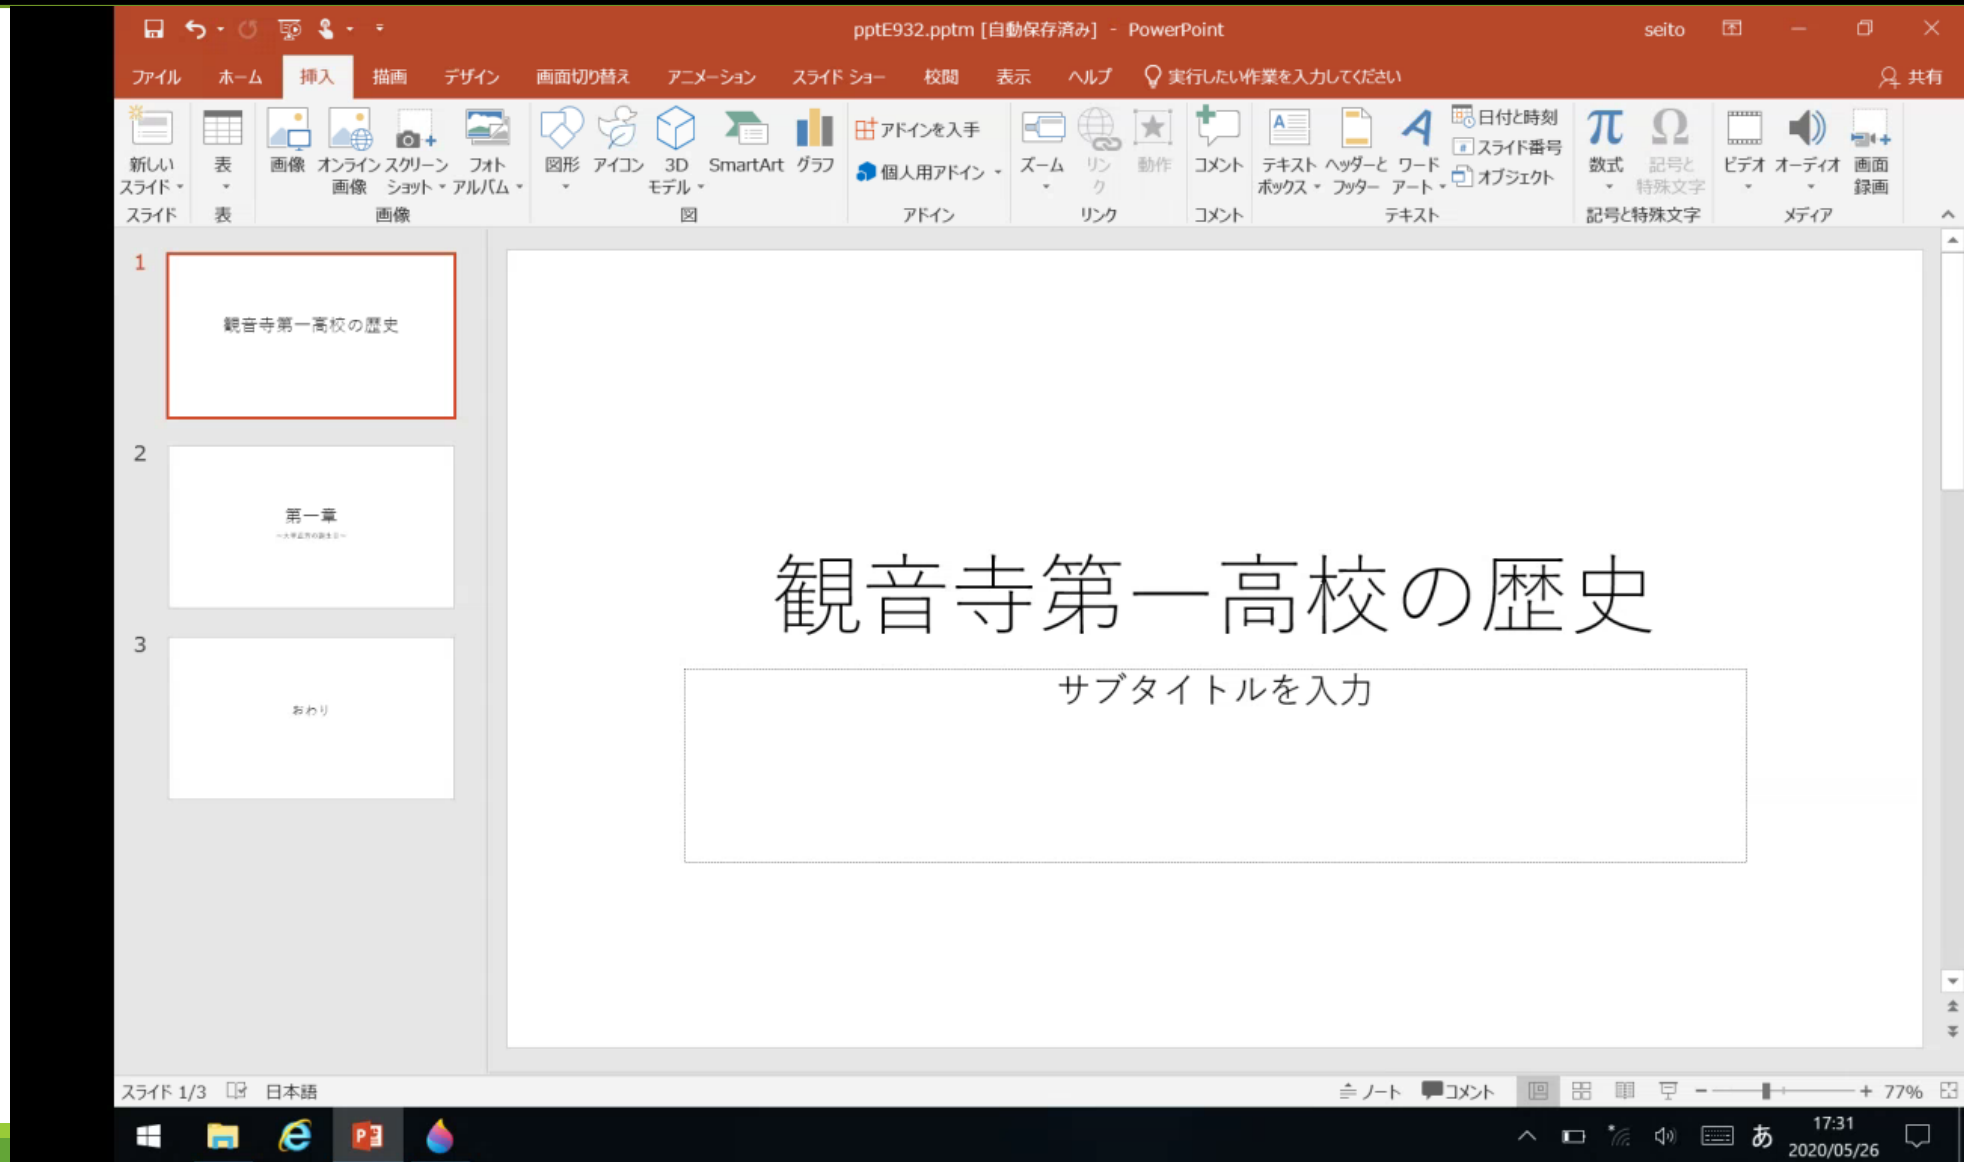 pptE932.pptm [自動保存済み] - PowerPoint
seito
ファイル ホーム 挿入 描画 デザイン 画面切り替え アニメーション スライド ショー 校閲 表示 ヘルプ 実行したい作業を入力してください 共有
新しい スライド
表
画像
オンライン 画像
スクリーン ショット
フォト アルバム
図形
アイコン
3D モデル
SmartArt
グラフ
アドインを入手
個人用アドイン
ズーム
リンク
動作
コメント
テキスト ボックス
ヘッダーと フッター
ワード アート
日付と時刻
スライド番号
オブジェクト
数式
記号と 特殊文字
ビデオ
オーディオ
画面 録画
スライド 表 画像 図 アドイン リンク コメント テキスト 記号と特殊文字 メディア
1
観音寺第一高校の歴史
2
第一章
3
おわり
観音寺第一高校の歴史
サブタイトルを入力
スライド 1/3 日本語
ノート コメント 77%
あ
17:31
2020/05/26